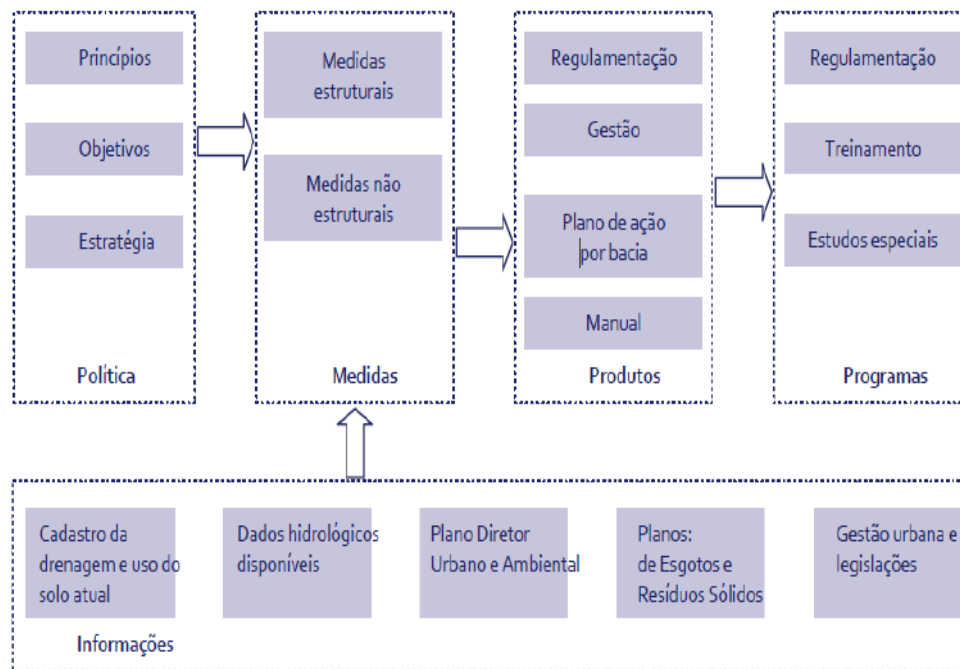 Princípios
Objetivos
Estratégia
Política
Medidas
estruturais
Medidas não
estruturais
Medidas
Regulamentação
Gestão
Plano de ação
por bacia
Manual
Produtos
Regulamentação
Treinamento
Estudos especiais
Programas
Cadastro da
drenagem e uso do
solo atual
Dados hidrológicos
disponíveis
Plano Diretor
Urbano e Ambiental
Planos:
de Esgotos e
Resíduos Sólidos
Gestão urbana e
legislações
Informações